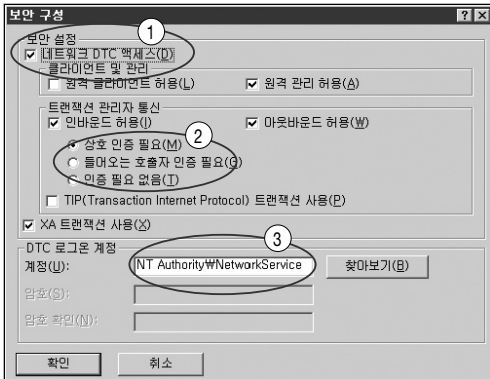 보안 구성
보안 설정
1
네트워크 DTC 액세스(D)
클라이언트 및 관리
원격 클라이언트 허용(L) 원격 관리 허용(A)
트랜잭션 관리자 통신
인바운드 허용(I) 아웃바운드 허용(W)
2
상호 인증 필요(M)
들어오는 호출자 인증 필요(G)
인증 필요 없음(T)
TIP(Transaction Internet Protocol) 트랜잭션 사용(P)
XA 트랜잭션 사용(X)
3
DTC 로그온 계정
계정(U): NT Authority₩NetworkService 찾아보기(B)
암호(S):
암호 확인(N):
확인 취소